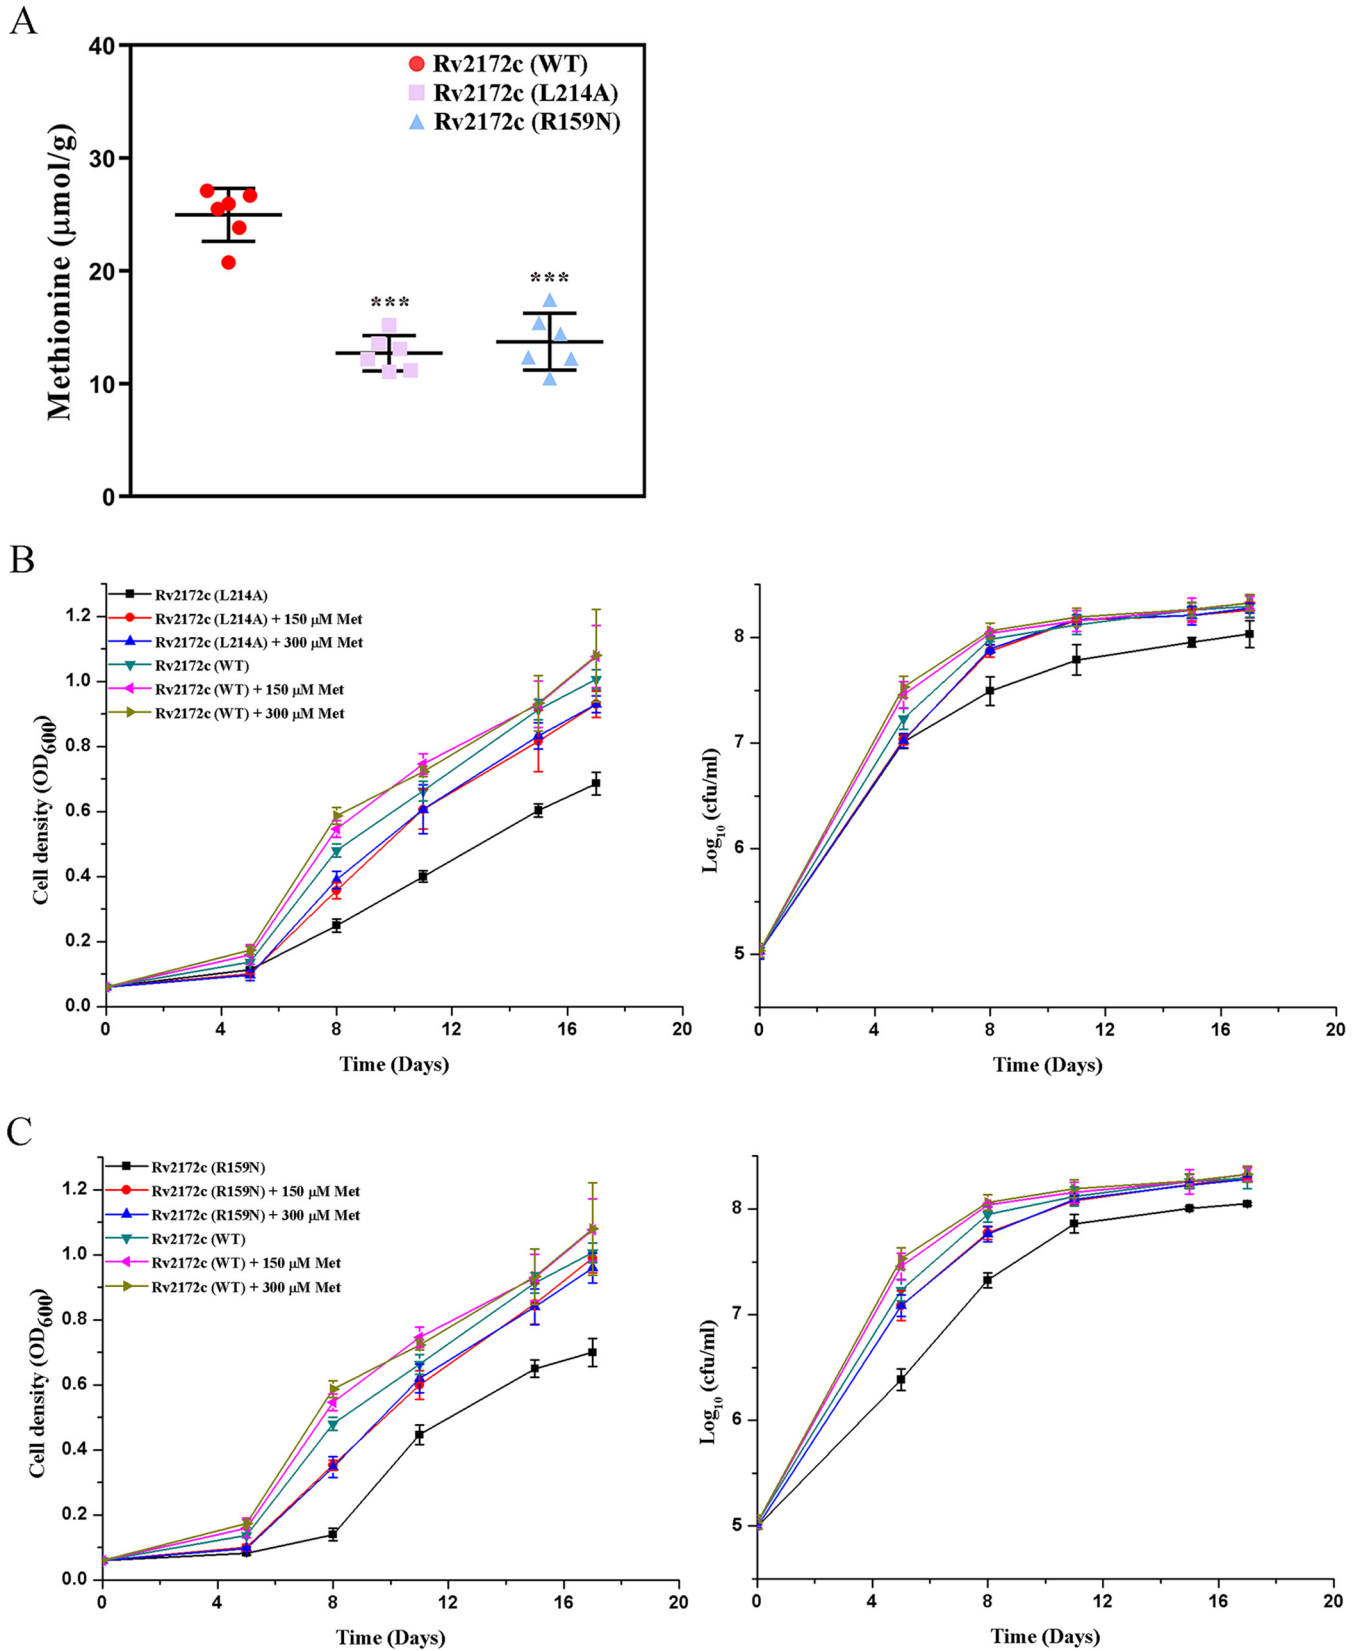 A
40
30
20
10
0
Methionine (µmol/g)
Rv2172c (WT)
Rv2172c (L214A)
Rv2172c (R159N)
***
***
B
Rv2172c (L214A)
Rv2172c (L214A) + 150 µM Met
Rv2172c (L214A) + 300 µM Met
Rv2172c (WT)
Rv2172c (WT) + 150 µM Met
Rv2172c (WT) + 300 µM Met
1.2
1.0
0.8
0.6
0.4
0.2
0.0
Cell density (OD600)
0 4 8 12 16 20
Time (Days)
8
7
6
5
Log10 (cfu/ml)
0 4 8 12 16 20
Time (Days)
C
Rv2172c (R159N)
Rv2172c (R159N) + 150 µM Met
Rv2172c (R159N) + 300 µM Met
Rv2172c (WT)
Rv2172c (WT) + 150 µM Met
Rv2172c (WT) + 300 µM Met
1.2
1.0
0.8
0.6
0.4
0.2
0.0
Cell density (OD600)
0 4 8 12 16 20
Time (Days)
8
7
6
5
Log10 (cfu/ml)
0 4 8 12 16 20
Time (Days)